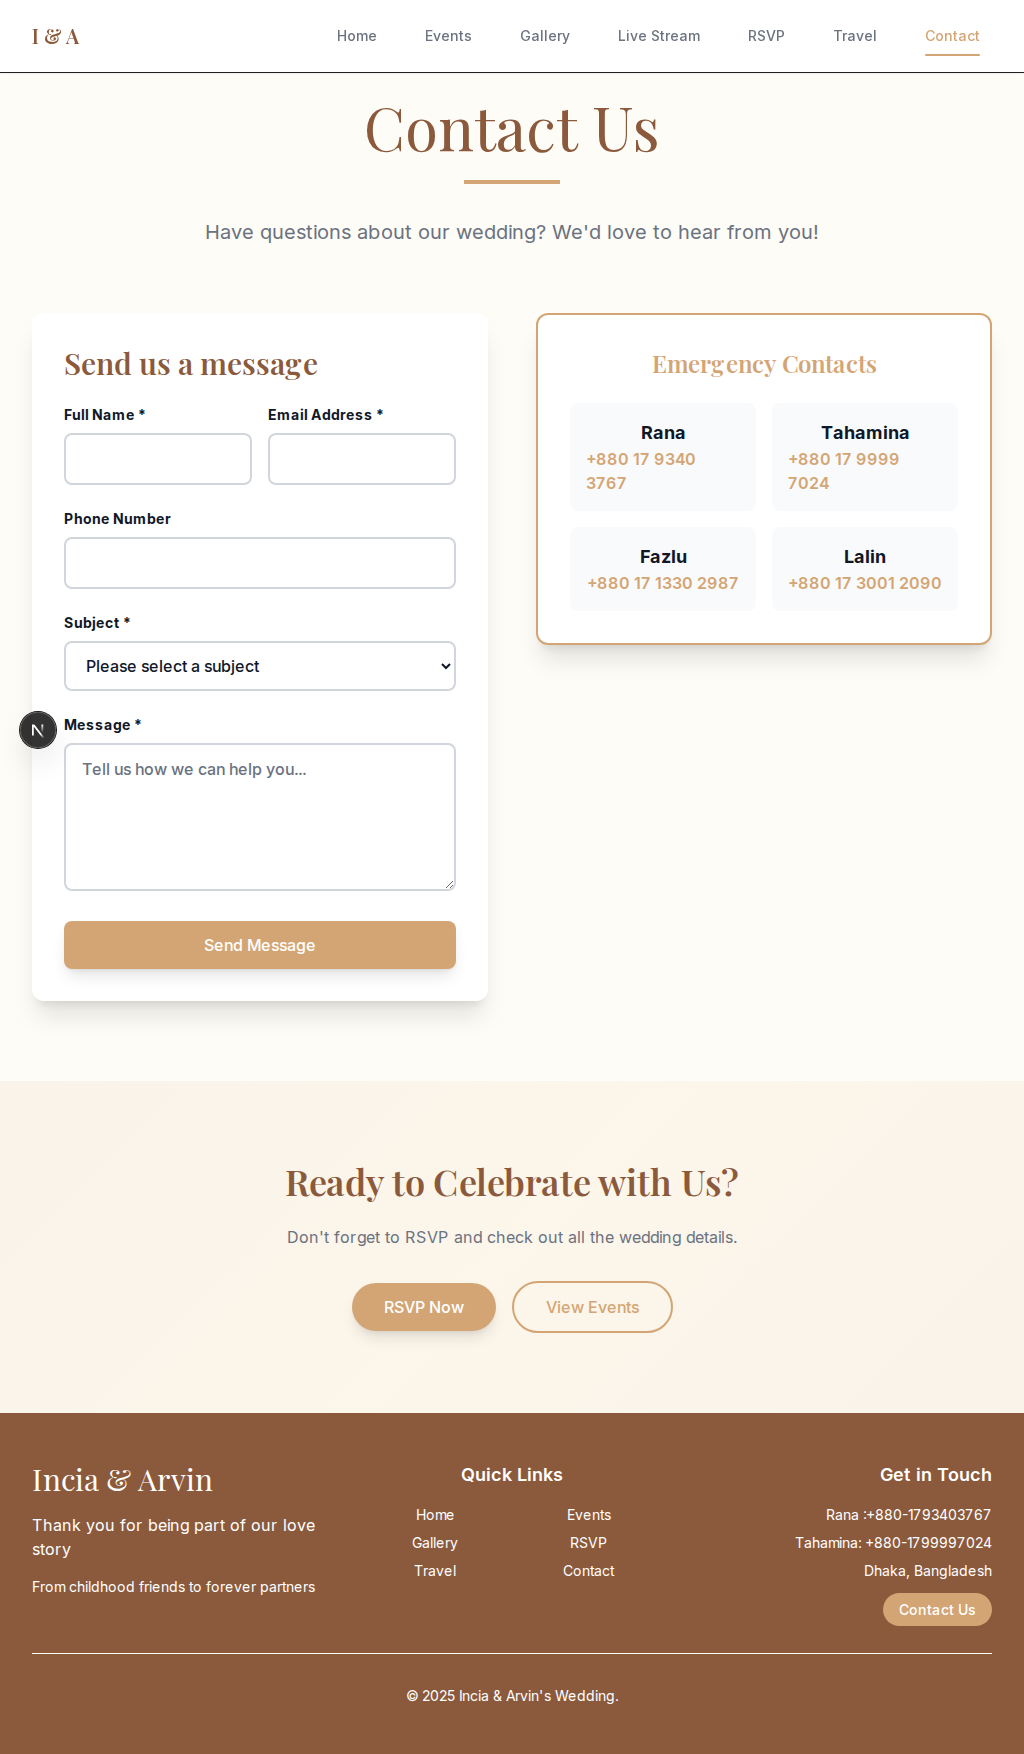 I & A
Home Events Gallery Live Stream RSVP Travel Contact
Contact Us
Have questions about our wedding? We'd love to hear from you!
Send us a message
Full Name * Email Address *
Phone Number
Subject *
Please select a subject
N
Message *
Tell us how we can help you...
Send Message
Emergency Contacts
Rana
+880 17 9340
3767
Tahamina
+880 17 9999
7024
Fazlu
+880 17 1330 2987
Lalin
+880 17 3001 2090
Ready to Celebrate with Us?
Don't forget to RSVP and check out all the wedding details.
RSVP Now View Events
Incia & Arvin
Thank you for being part of our love
story
From childhood friends to forever partners
Quick Links
Home Events
Gallery RSVP
Travel Contact
Get in Touch
Rana :+880-1793403767
Tahamina: +880-1799997024
Dhaka, Bangladesh
Contact Us
© 2025 Incia & Arvin's Wedding.